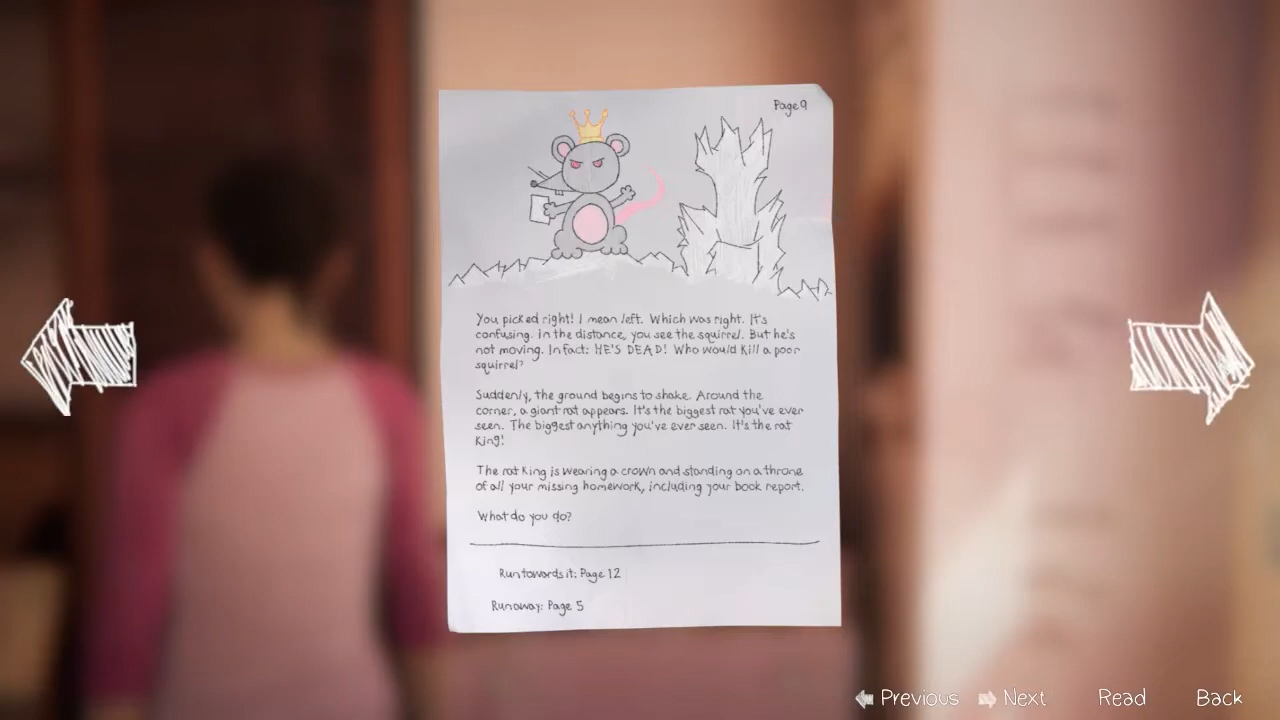 Page 9
You picked right! I mean left. Which was right. It's
confusing. In the distance, you see the squirrel. But he's
not moving. In fact: HE'S DEAD! Who would kill a poor
squirrel?
Suddenly, the ground begins to shake. Around the
corner, a giant rat appears. It's the biggest rat you've ever
seen. The biggest anything you've ever seen. It's the rat
king!
The rat king is wearing a crown and standing on a throne
of all your missing homework, including your book report.
What do you do?
Run towards it: Page 12
Run away: Page 5
Previous Next Read Back